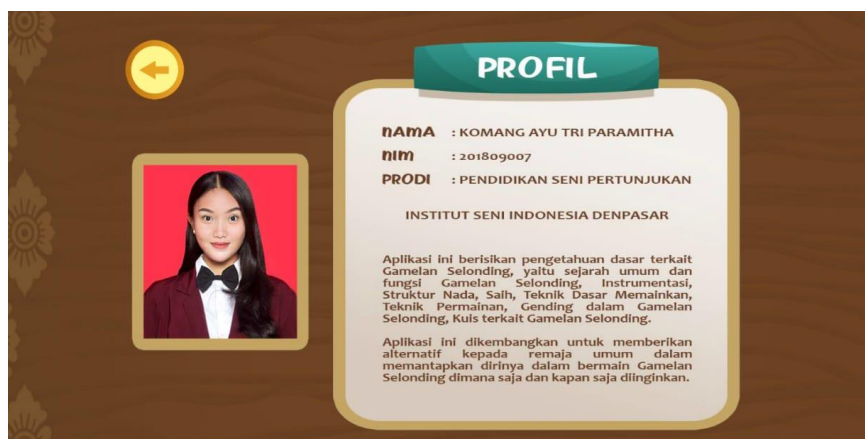 PROFIL
NAMA : KOMANG AYU TRI PARAMITHA
NIM : 201809007
PRODI : PENDIDIKAN SENI PERTUNJUKAN
INSTITUT SENI INDONESIA DENPASAR
Aplikasi ini berisikan pengetahuan dasar terkait
Gamelan Selonding, yaitu sejarah umum dan
fungsi Gamelan Selonding, Instrumentasi,
Struktur Nada, Saih, Teknik Dasar Memainkan,
Teknik Permainan, Gending dalam Gamelan
Selonding, Kuis terkait Gamelan Selonding.
Aplikasi ini dikembangkan untuk memberikan
alternatif kepada remaja umum dalam
memantapkan dirinya dalam bermain Gamelan
Selonding dimana saja dan kapan saja diinginkan.